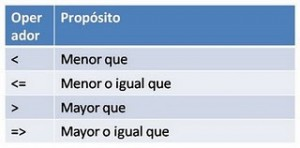 Oper Propósito
ador
< Menor que
<= Menor o igual que
> Mayor que
=> Mayor o igual que